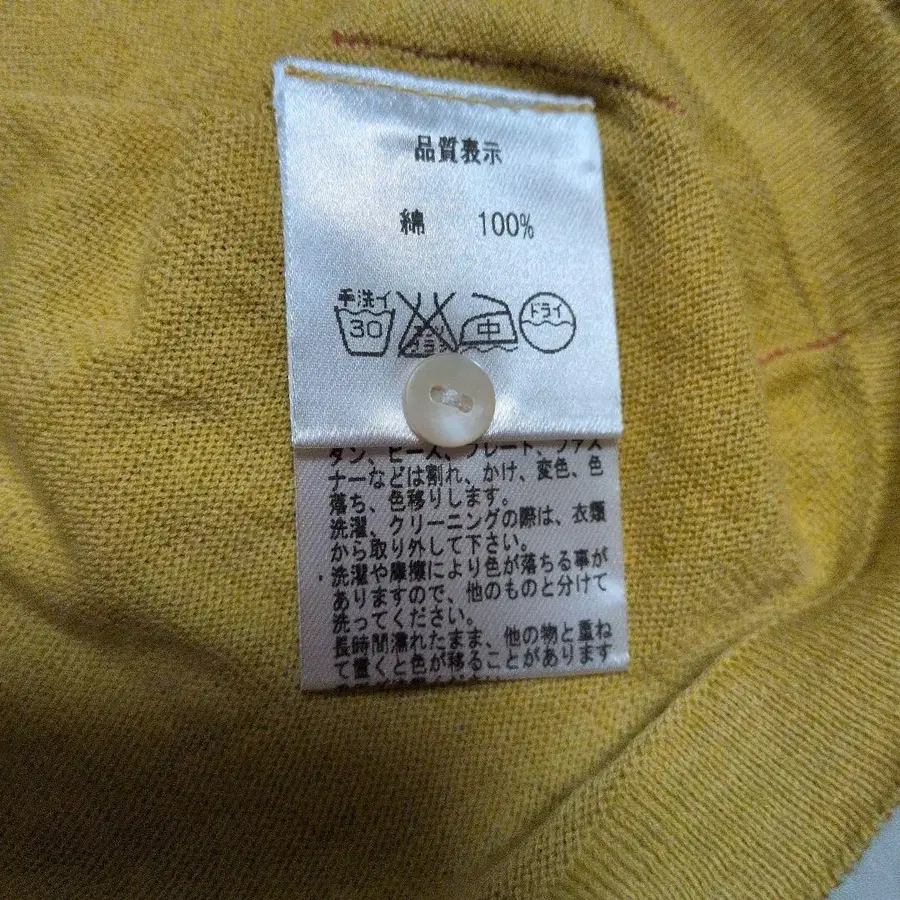 品質表示
綿 100%
手洗イ
30
エンソ
サラシ
中
ドライ
タン、ビーズ、プレート、ファス
ナーなどは割れ、かけ、変色、色
落ち、色移りします。
洗濯、クリーニングの際は、衣類
から取り外して下さい。
洗濯や摩擦により色が落ちる事が
ありますので、他のものと分けて
洗ってください。
長時間濡れたまま、他の物と重ね
て置くと色が移ることがあります